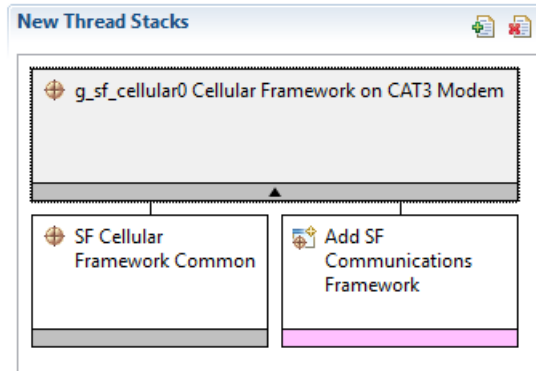 New Thread Stacks
g_sf_cellular0 Cellular Framework on CAT3 Modem
SF Cellular
Framework Common
Add SF
Communications
Framework